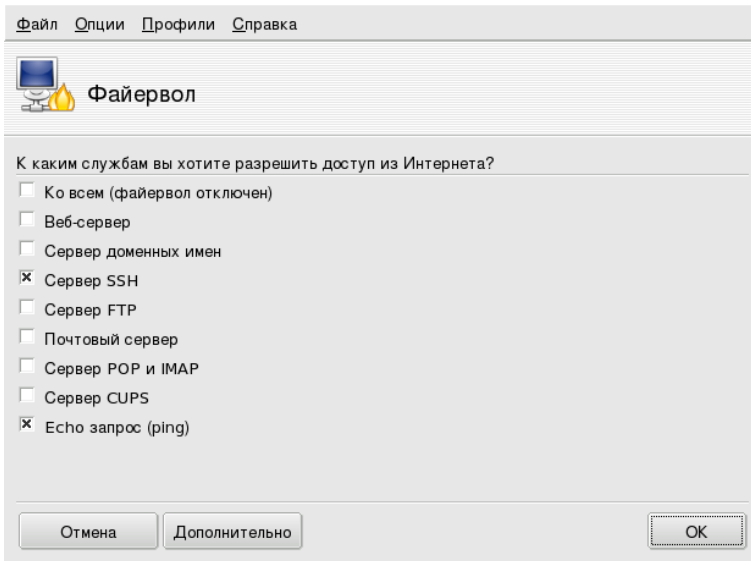 Файл Опции Профили Справка
Файервол
К каким службам вы хотите разрешить доступ из Интернета?
Ко всем (файервол отключен)
Веб-сервер
Сервер доменных имен
Сервер SSH
Сервер FTP
Почтовый сервер
Сервер POP и IMAP
Сервер CUPS
Echo запрос (ping)
Отмена Дополнительно OK